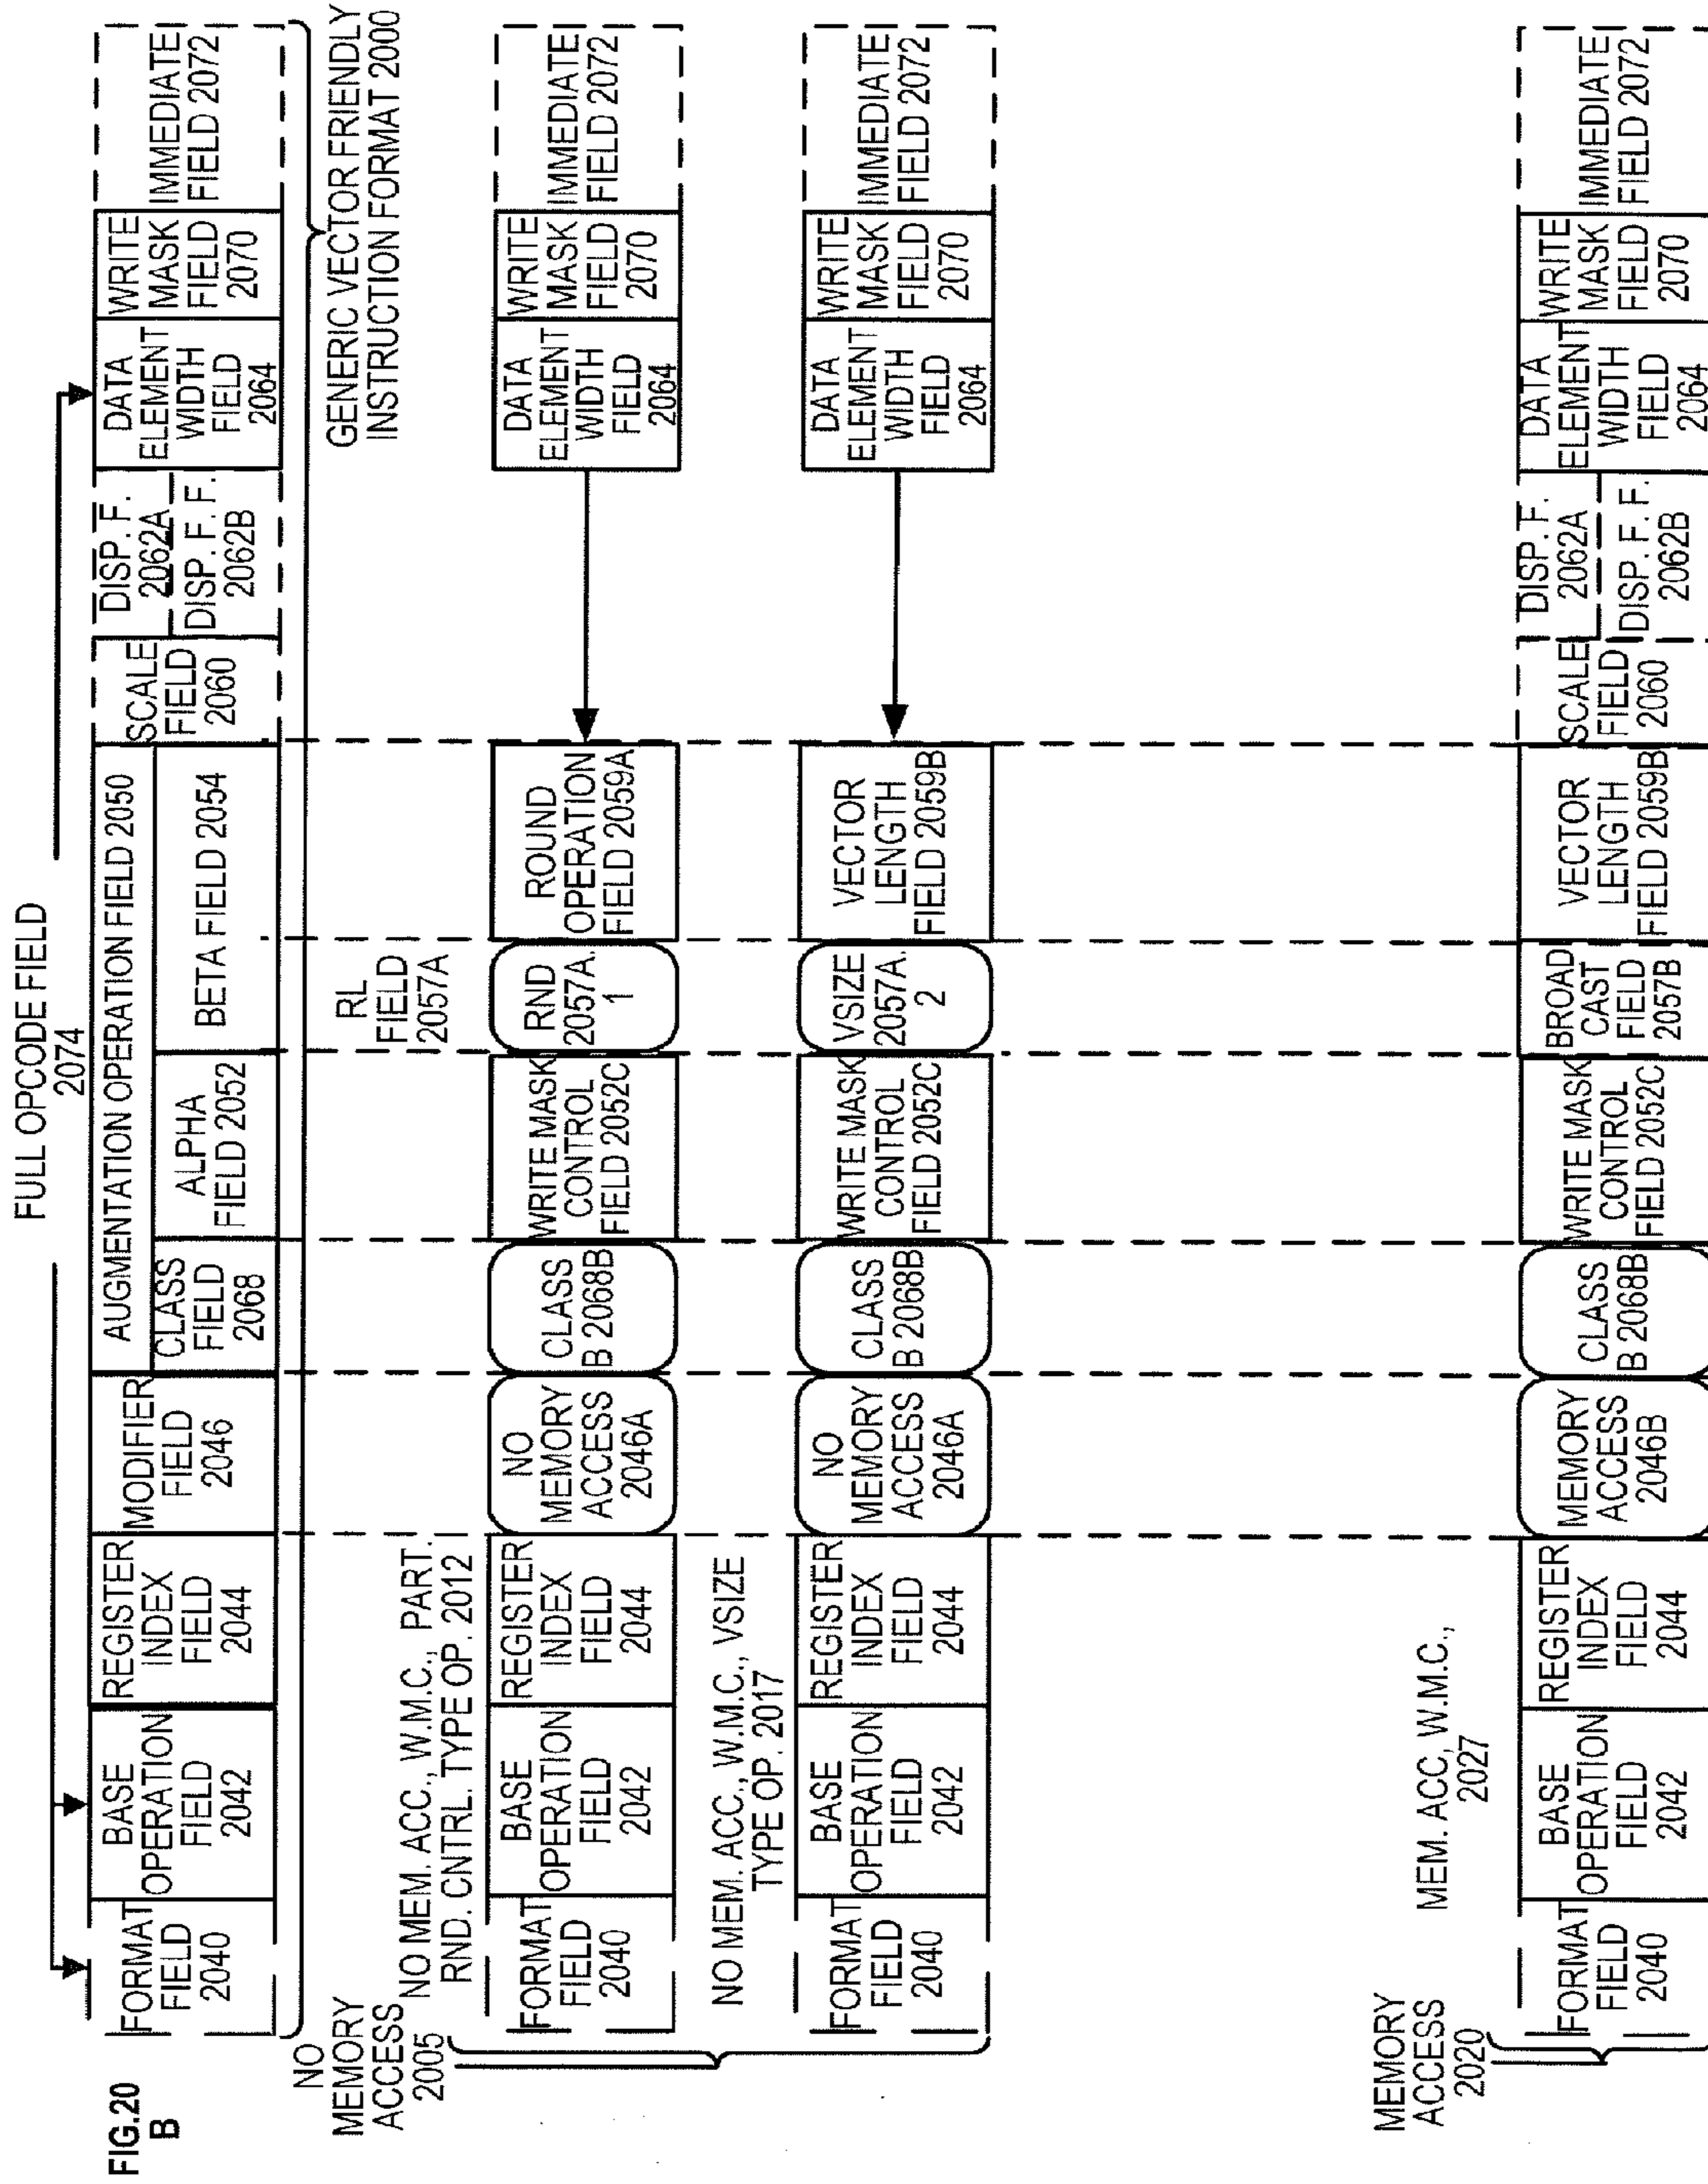 FIG.20
B
FULL OPCODE FIELD
2074
FORMAT
FIELD
2040
BASE
OPERATION
FIELD
2042
REGISTER
INDEX
FIELD
2044
MODIFIER
FIELD
2046
AUGMENTATION OPERATION FIELD 2050
CLASS
FIELD
2068
ALPHA
FIELD 2052
BETA FIELD 2054
SCALE
FIELD
2060
DISP. F.
2062A
DISP. F. F.
2062B
DATA
ELEMENT
WIDTH
FIELD
2064
WRITE
MASK
FIELD
2070
IMMEDIATE
FIELD 2072
GENERIC VECTOR FRIENDLY
INSTRUCTION FORMAT 2000
NO
MEMORY
ACCESS
2005
NO MEM. ACC., W.M.C., PART.
RND. CNTRL. TYPE OP. 2012
RL
FIELD
2057A
FORMAT
FIELD
2040
BASE
OPERATION
FIELD
2042
REGISTER
INDEX
FIELD
2044
NO
MEMORY
ACCESS
2046A
CLASS
B 2068B
WRITE MASK
CONTROL
FIELD 2052C
RND
2057A.
1
ROUND
OPERATION
FIELD 2059A
DATA
ELEMENT
WIDTH
FIELD
2064
WRITE
MASK
FIELD
2070
IMMEDIATE
FIELD 2072
NO MEM. ACC., W.M.C., VSIZE
TYPE OP. 2017
FORMAT
FIELD
2040
BASE
OPERATION
FIELD
2042
REGISTER
INDEX
FIELD
2044
NO
MEMORY
ACCESS
2046A
CLASS
B 2068B
WRITE MASK
CONTROL
FIELD 2052C
VSIZE
2057A.
2
VECTOR
LENGTH
FIELD 2059B
DATA
ELEMENT
WIDTH
FIELD
2064
WRITE
MASK
FIELD
2070
IMMEDIATE
FIELD 2072
MEMORY
ACCESS
2020
MEM. ACC, W.M.C.,
2027
FORMAT
FIELD
2040
BASE
OPERATION
FIELD
2042
REGISTER
INDEX
FIELD
2044
MEMORY
ACCESS
2046B
CLASS
B 2068B
WRITE MASK
CONTROL
FIELD 2052C
BROAD
CAST
FIELD
2057B
VECTOR
LENGTH
FIELD 2059B
SCALE
FIELD
2060
DISP. F.
2062A
DISP. F. F.
2062B
DATA
ELEMENT
WIDTH
FIELD
2064
WRITE
MASK
FIELD
2070
IMMEDIATE
FIELD 2072